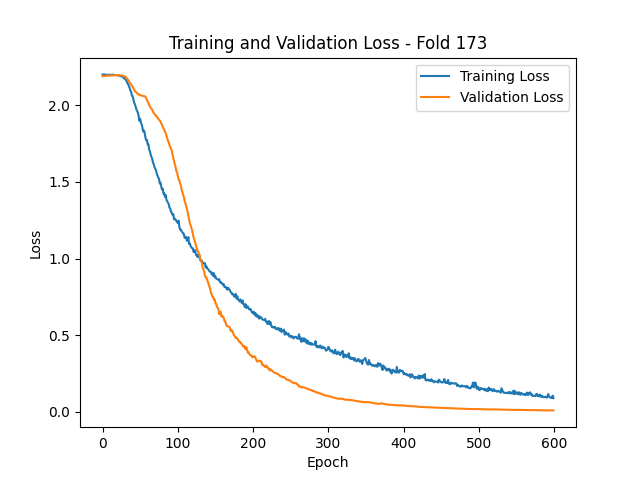 Training and Validation Loss - Fold 173
Training Loss
Validation Loss
Loss
2.0
1.5
1.0
0.5
0.0
0 100 200 300 400 500 600
Epoch